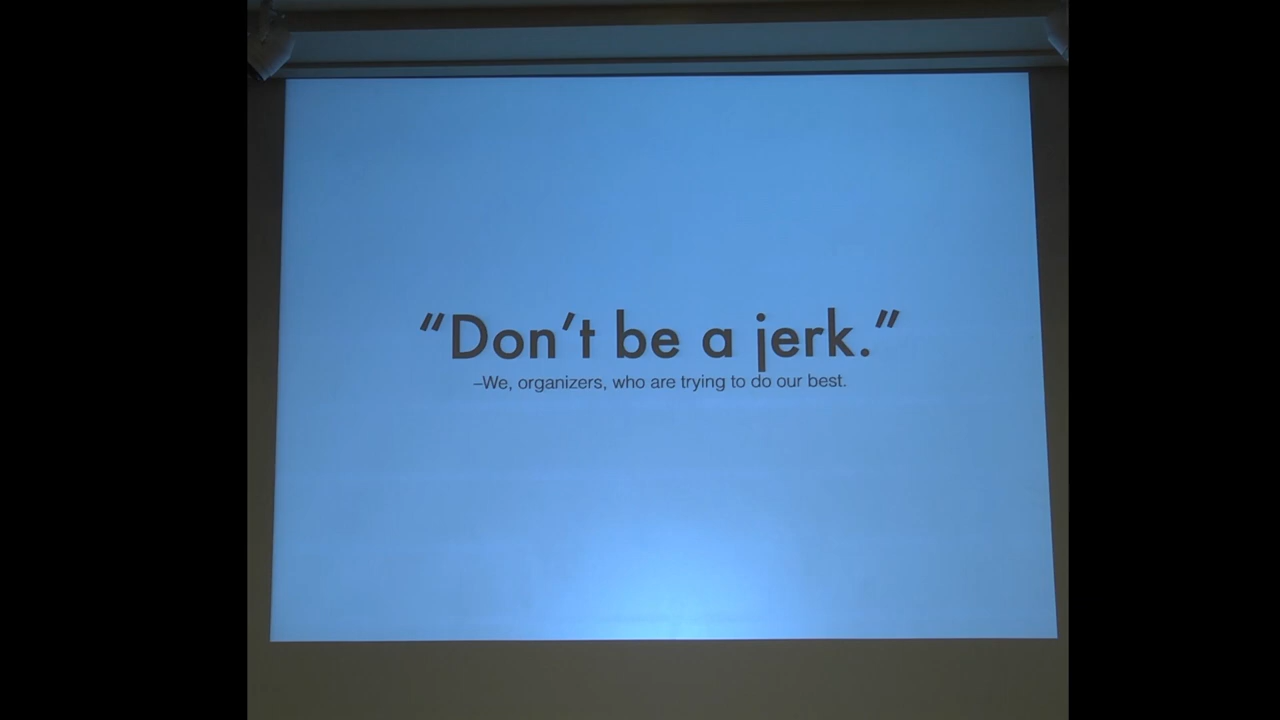 “Don’t be a jerk.”
–We, organizers, who are trying to do our best.